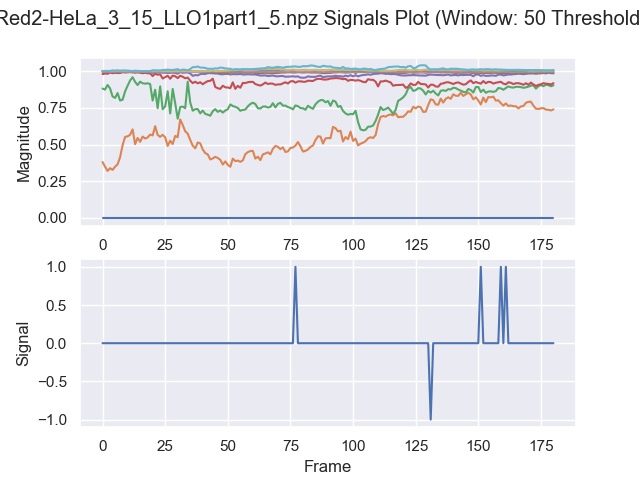 Red2-HeLa_3_15_LLO1part1_5.npz Signals Plot (Window: 50 Threshold
1.00
0.75
0.50
0.25
0.00
Magnitude
0 25 50 75 100 125 150 175
1.0
0.5
0.0
−0.5
−1.0
Signal
0 25 50 75 100 125 150 175
Frame